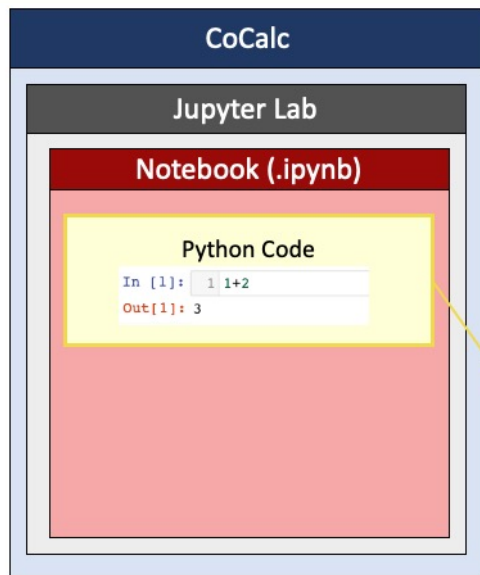 CoCalc
Jupyter Lab
Notebook (.ipynb)
Python Code
In [1]: 1 1+2
Out[1]: 3